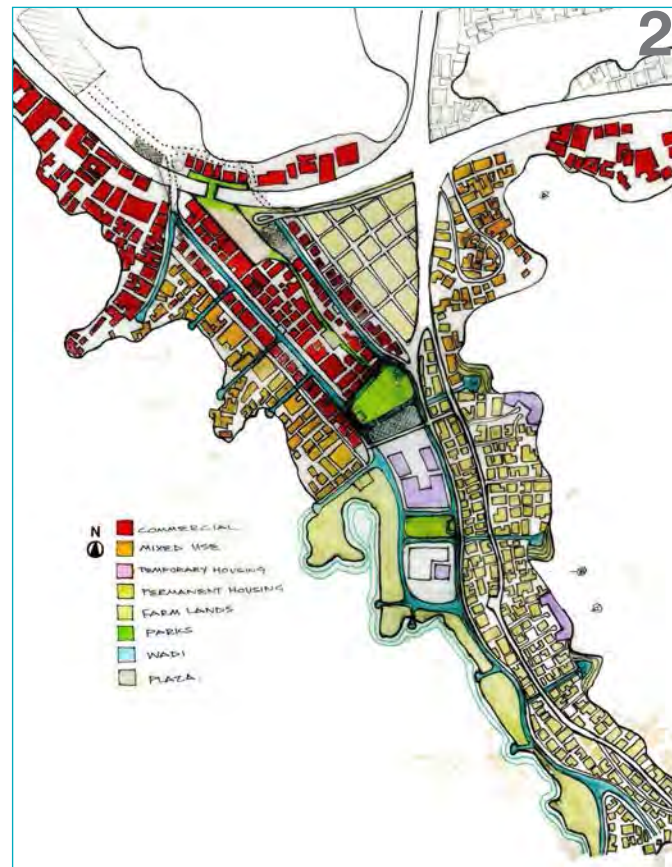 2
N
COMMERCIAL
MIXED USE
TEMPORARY HOUSING
PERMANENT HOUSING
FARM LANDS
PARKS
WADI
PLAZA